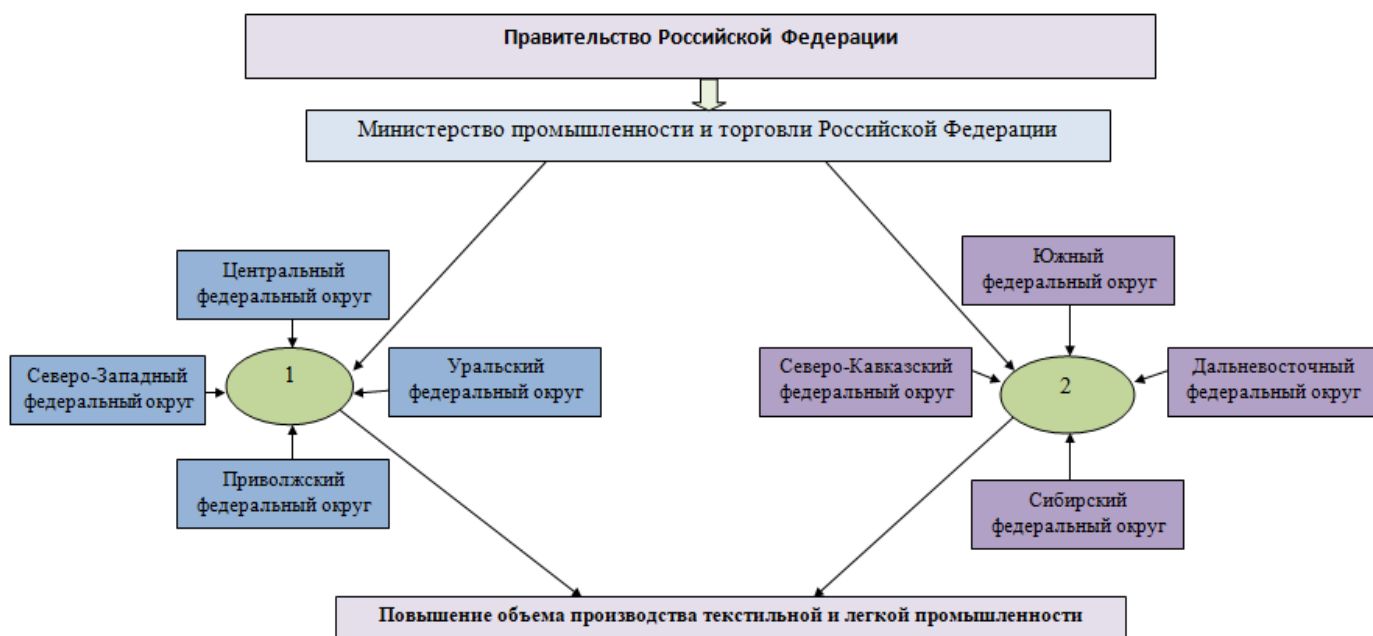 Правительство Российской Федерации
Министерство промышленности и торговли Российской Федерации
Центральный
федеральный округ
Северо-Западный
федеральный округ
1
Уральский
федеральный округ
Приволжский
федеральный округ
Южный
федеральный округ
Северо-Кавказский
федеральный округ
2
Дальневосточный
федеральный округ
Сибирский
федеральный округ
Повышение объема производства текстильной и легкой промышленности